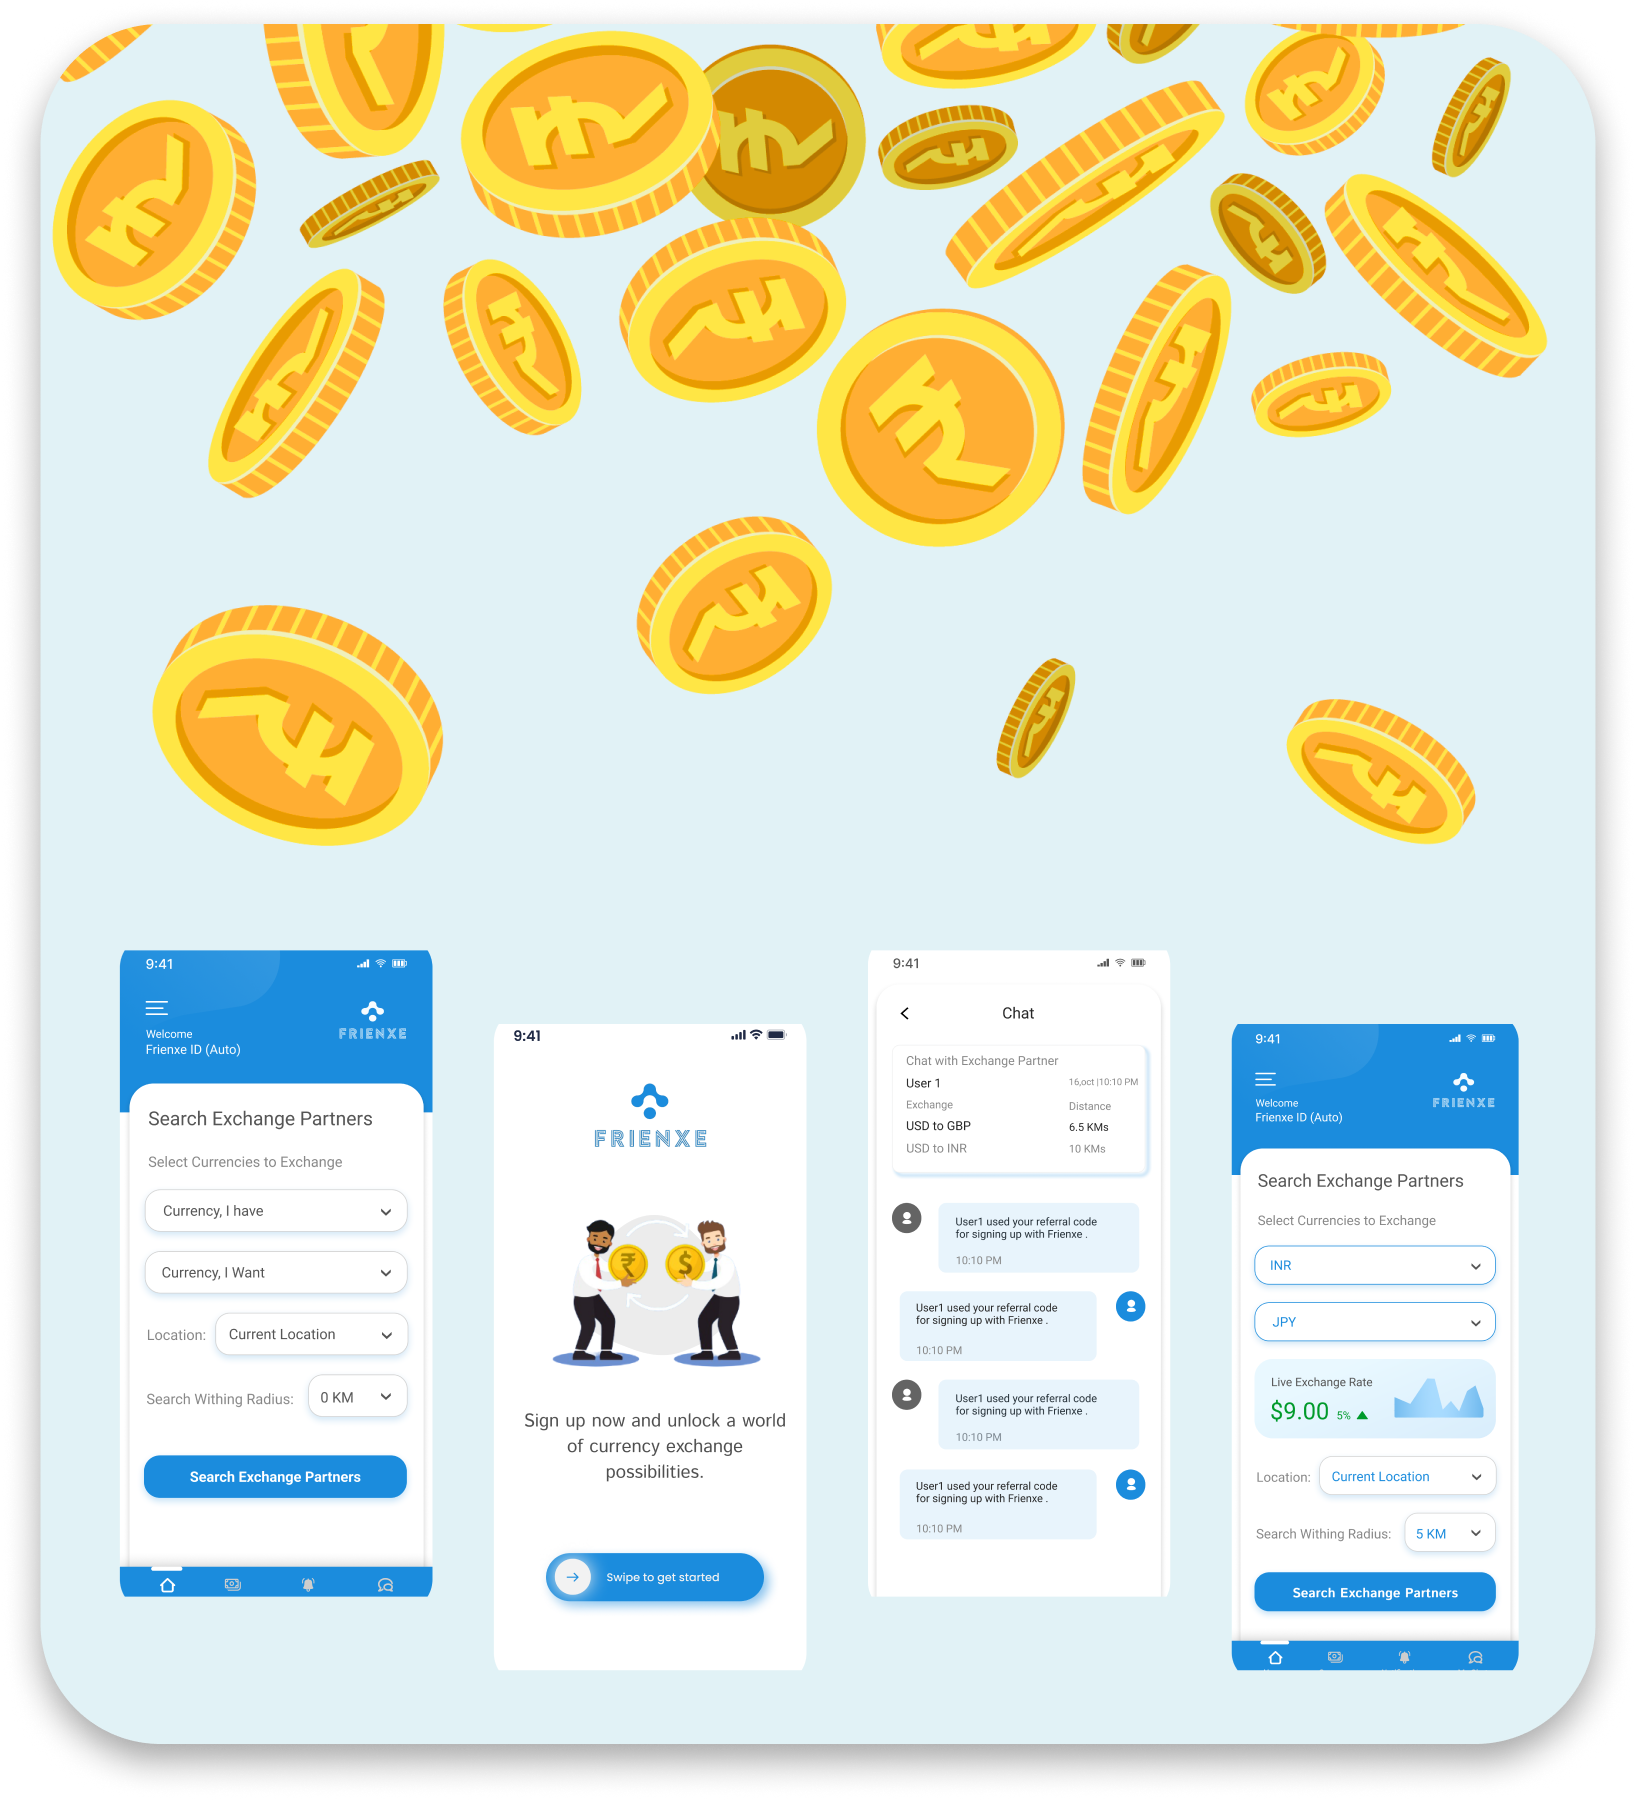 9:41
Welcome
Frienxe ID (Auto)
FRIENXE
Search Exchange Partners
Select Currencies to Exchange
Currency, I have
Currency, I Want
Location:
Current Location
Search Withing Radius:
0 KM
Search Exchange Partners
9:41
FRIENXE
₹
$
Sign up now and unlock a world
of currency exchange
possibilities.
Swipe to get started
9:41
Chat
Chat with Exchange Partner
User 1
16,oct |10:10 PM
Exchange
Distance
USD to GBP
6.5 KMs
USD to INR
10 KMs
User1 used your referral code
for signing up with Frienxe .
10:10 PM
User1 used your referral code
for signing up with Frienxe .
10:10 PM
User1 used your referral code
for signing up with Frienxe .
10:10 PM
User1 used your referral code
for signing up with Frienxe .
10:10 PM
9:41
Welcome
Frienxe ID (Auto)
FRIENXE
Search Exchange Partners
Select Currencies to Exchange
INR
JPY
Live Exchange Rate
$9.00 5%
Location:
Current Location
Search Withing Radius:
5 KM
Search Exchange Partners